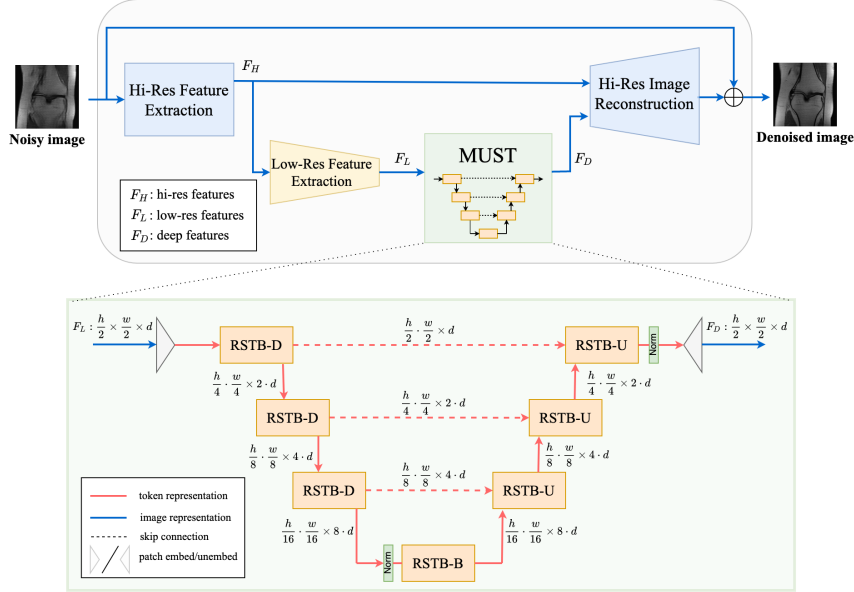 F_H
Hi-Res Feature
Extraction
Hi-Res Image
Reconstruction
Noisy image
Denoised image
Low-Res Feature
Extraction
F_L
MUST
F_D
F_H: hi-res features
F_L: low-res features
F_D: deep features
F_L : h/2 × w/2 × d
RSTB-D
h/2 · w/2 × d
RSTB-U
Norm
F_D : h/2 × w/2 × d
h/4 · w/4 × 2 · d
h/4 · w/4 × 2 · d
RSTB-D
h/4 · w/4 × 2 · d
RSTB-U
h/8 · w/8 × 4 · d
h/8 · w/8 × 4 · d
RSTB-D
h/8 · w/8 × 4 · d
RSTB-U
h/16 · w/16 × 8 · d
h/16 · w/16 × 8 · d
Norm
RSTB-B
token representation
image representation
skip connection
patch embed/unembed